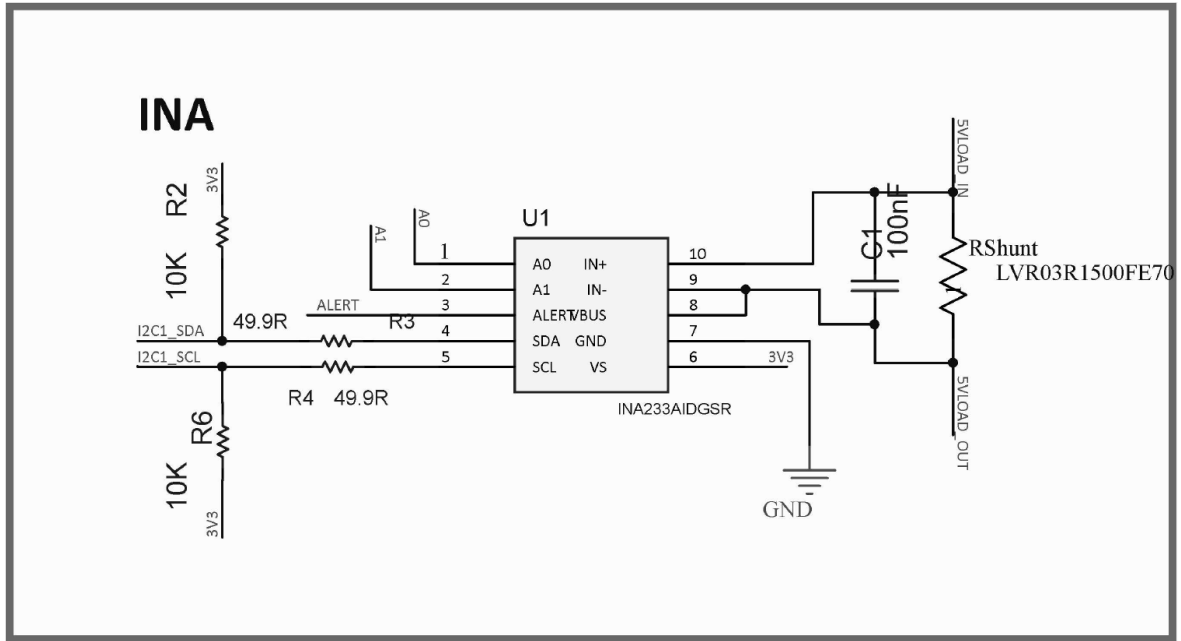 INA
R2
3V3
10K
A1
A0
U1
5VLOAD_IN
C1
100nF
RShunt
LVR03R1500FE70
1
A0
IN+
10
2
A1
IN-
9
ALERT
3
ALERT
VBUS
8
I2C1_SDA
49.9R
R3
4
SDA
GND
7
I2C1_SCL
5
SCL
VS
6
3V3
R4
49.9R
INA233AIDGSR
5VLOAD_OUT
R6
10K
3V3
GND